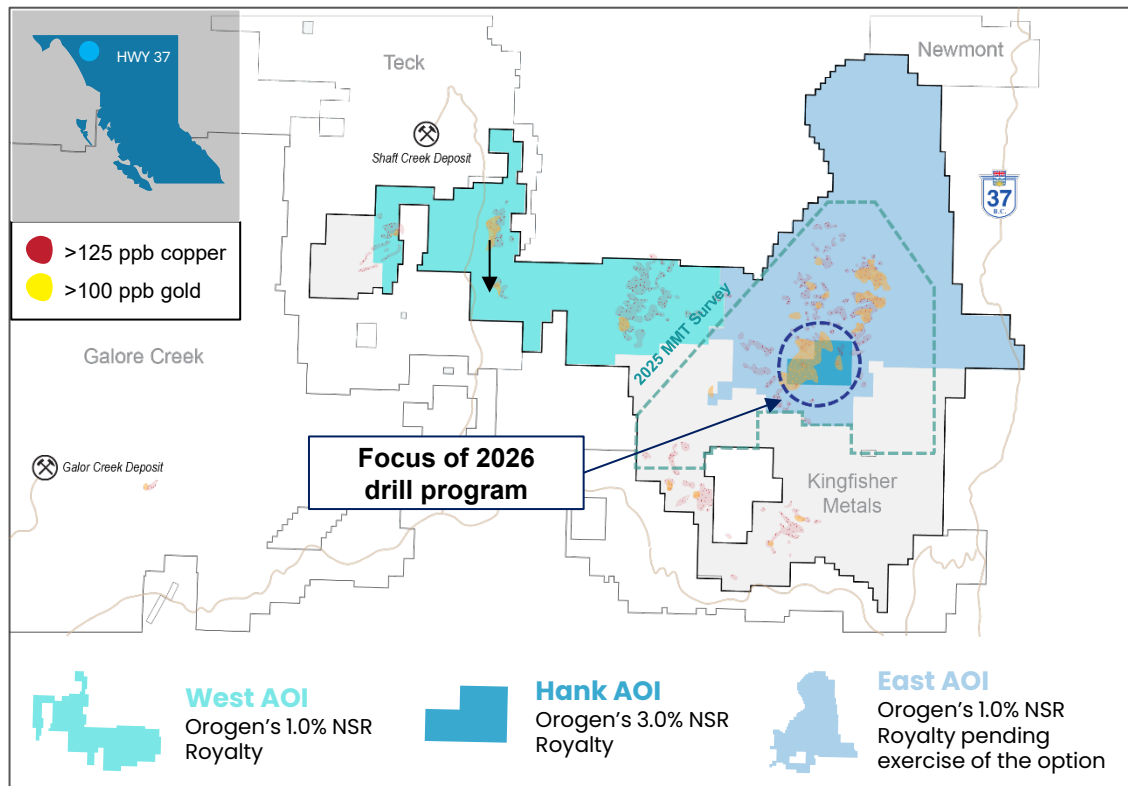 HWY 37
Teck
Newmont
Shaft Creek Deposit
37
B.C.
>125 ppb copper
>100 ppb gold
Galore Creek
2025 MMT Survey
Focus of 2026
drill program
Galor Creek Deposit
Kingfisher
Metals
West AOI
Orogen’s 1.0% NSR
Royalty
Hank AOI
Orogen’s 3.0% NSR
Royalty
East AOI
Orogen’s 1.0% NSR
Royalty pending
exercise of the option